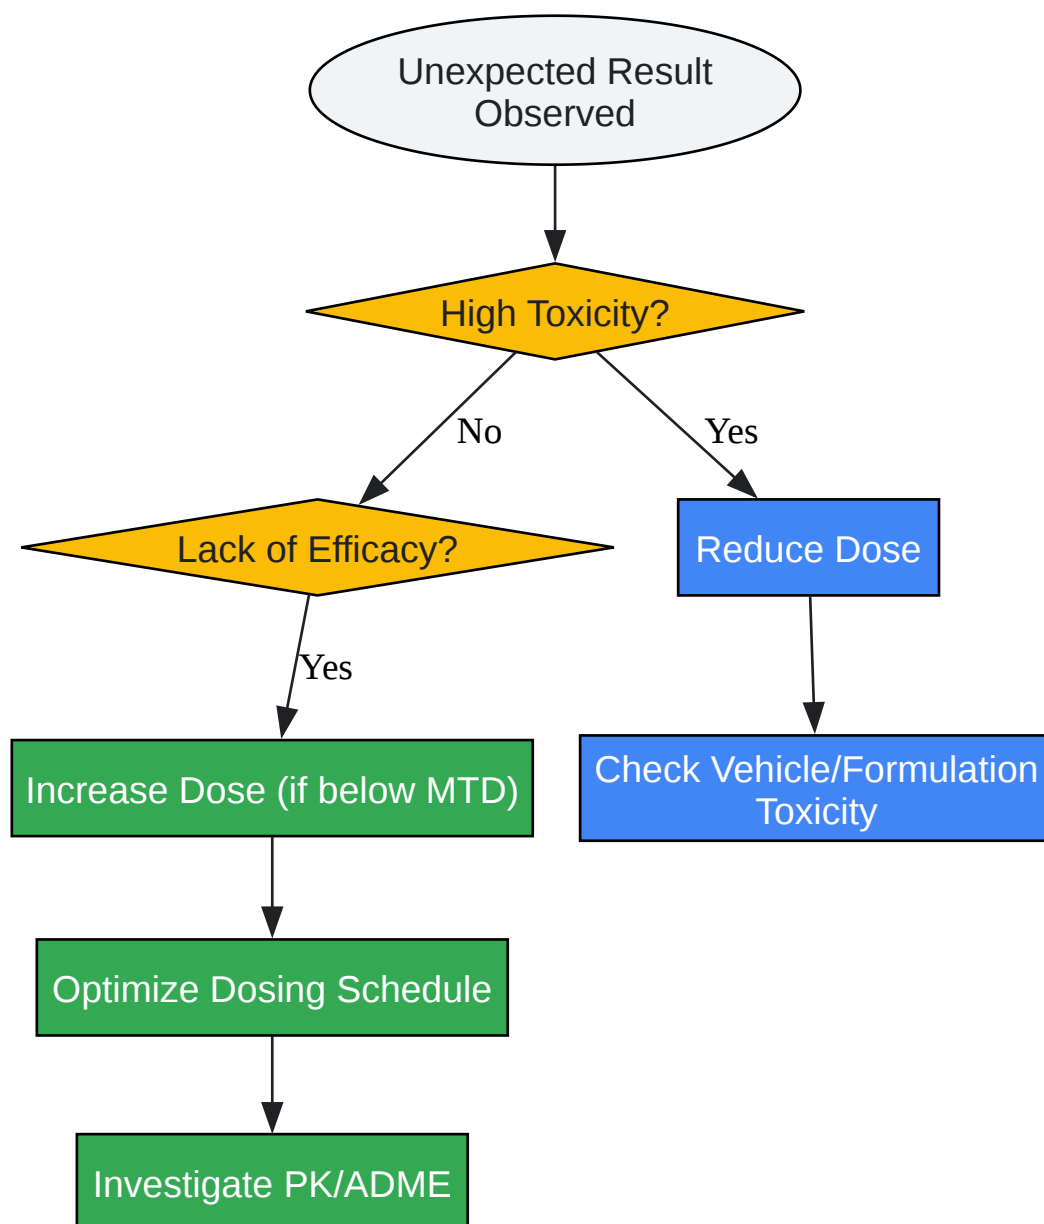 Unexpected Result
Observed
High Toxicity?
No
Yes
Lack of Efficacy?
Reduce Dose
Yes
Increase Dose (if below MTD)
Check Vehicle/Formulation
Toxicity
Optimize Dosing Schedule
Investigate PK/ADME